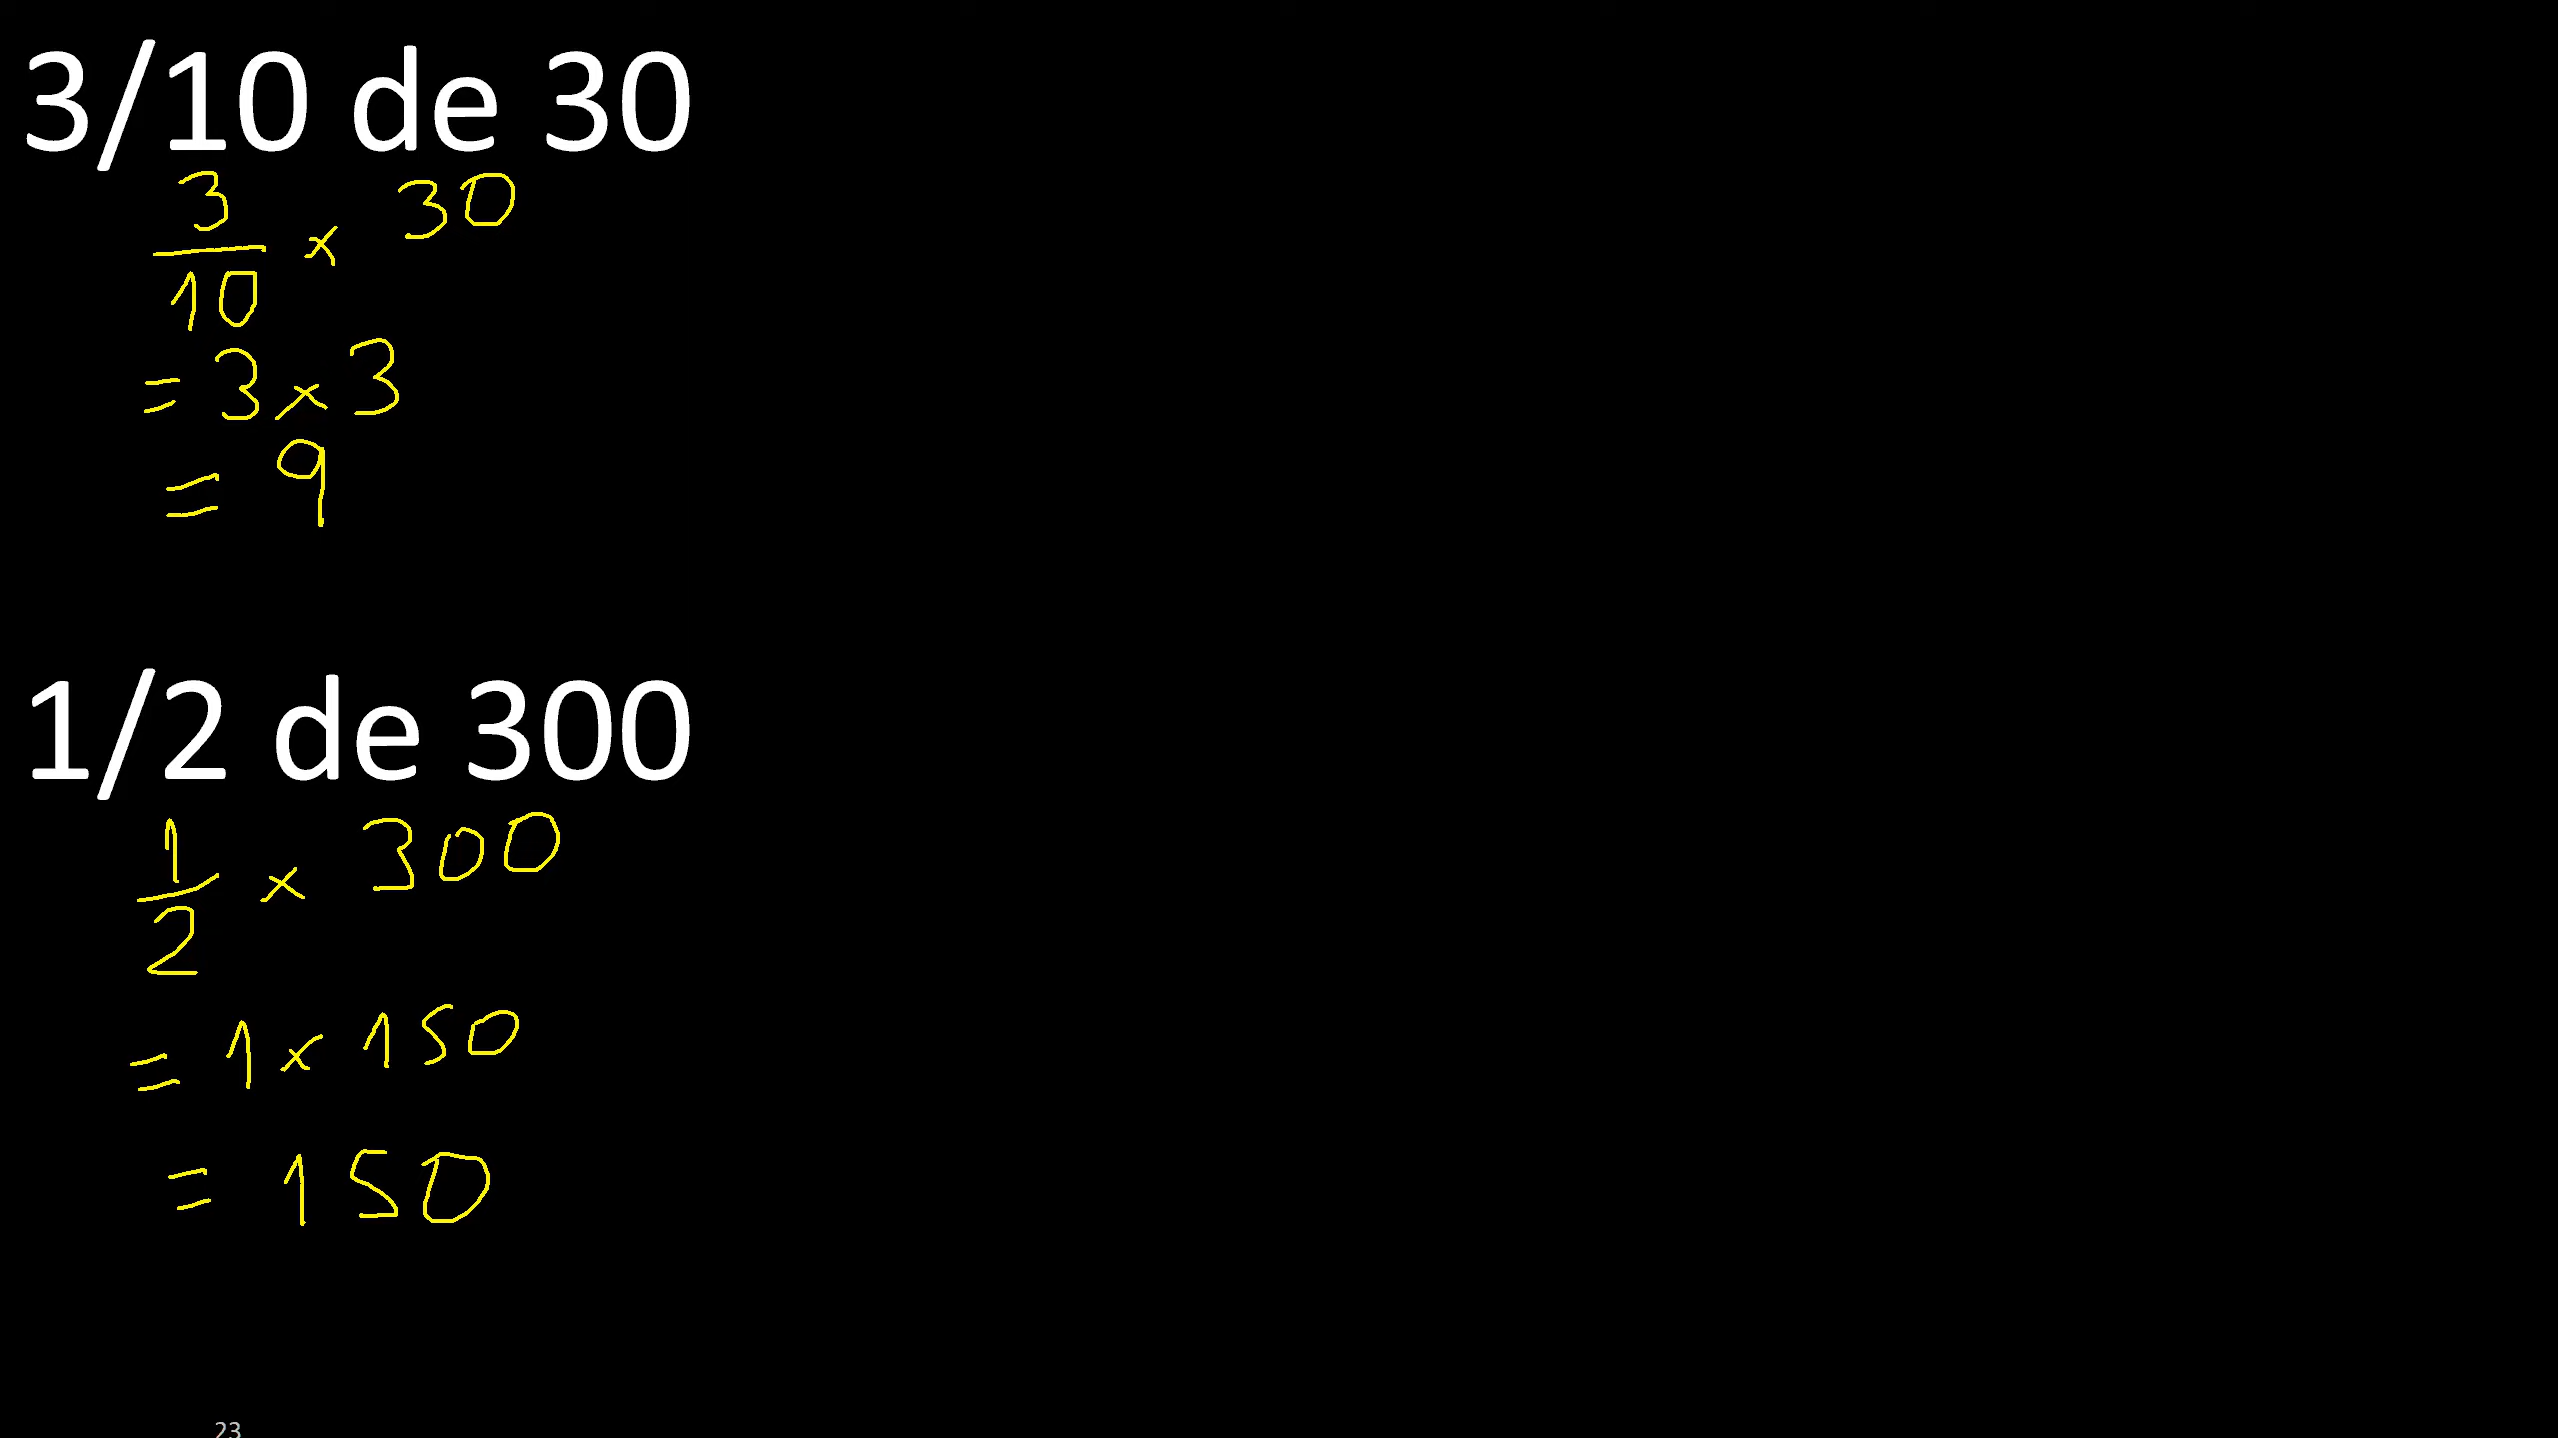 3/10 de 30
3/10 × 30
= 3 × 3
= 9
1/2 de 300
1/2 × 300
= 1 × 150
= 150
23